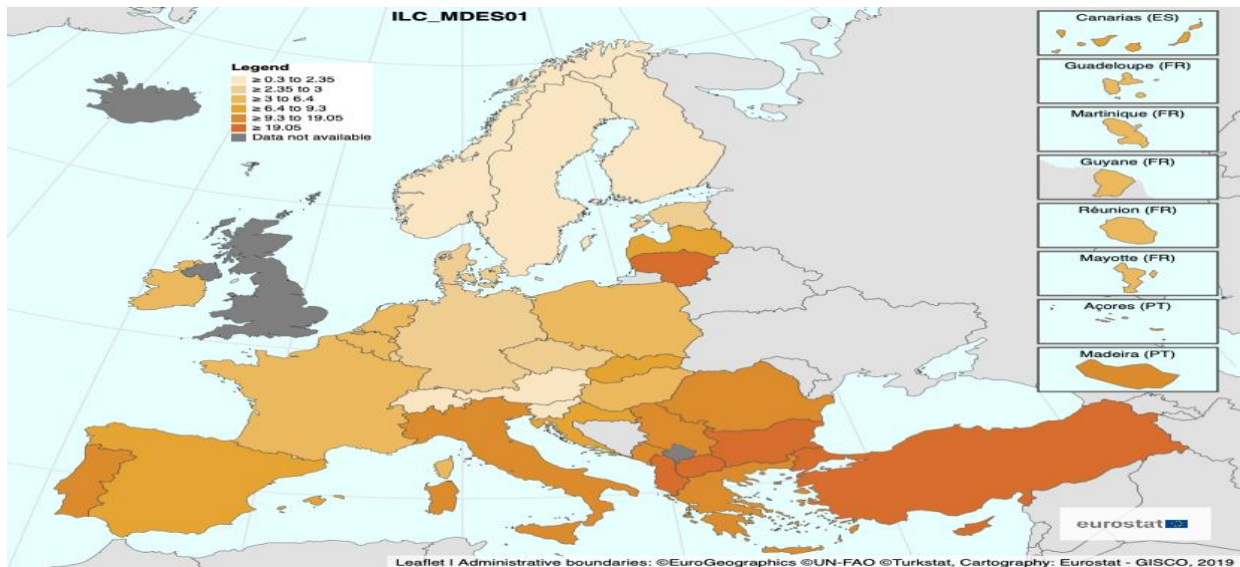 ILC_MDES01
Legend
≥ 0.3 to 2.35
≥ 2.35 to 3
≥ 3 to 6.4
≥ 6.4 to 9.3
≥ 9.3 to 19.05
≥ 19.05
Data not available
Canarias (ES)
Guadeloupe (FR)
Martinique (FR)
Guyane (FR)
Réunion (FR)
Mayotte (FR)
Açores (PT)
Madeira (PT)
eurostat
Leaflet | Administrative boundaries: ©EuroGeographics ©UN-FAO ©Turkstat, Cartography: Eurostat - GISCO, 2019